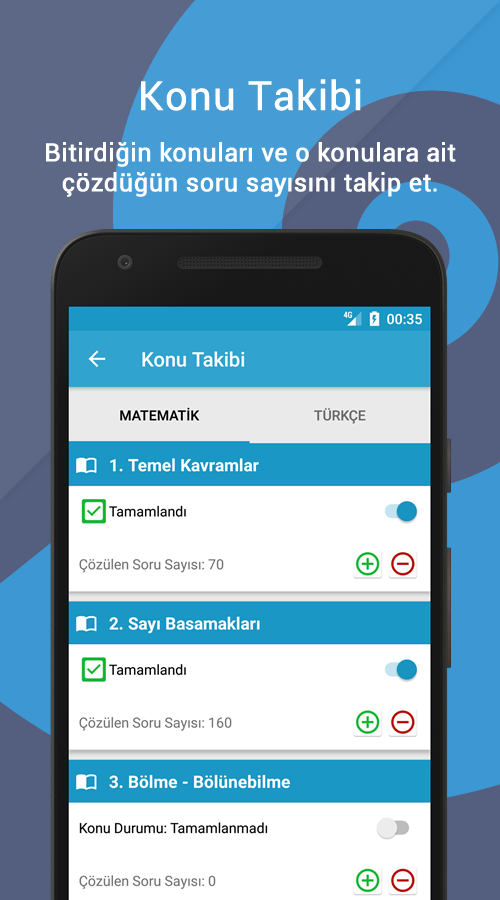 Konu Takibi
Bitirdiğin konuları ve o konulara ait
çözdüğün soru sayısını takip et.
4G 00:35
Konu Takibi
MATEMATİK TÜRKÇE
1. Temel Kavramlar
Tamamlandı
Çözülen Soru Sayısı: 70
2. Sayı Basamakları
Tamamlandı
Çözülen Soru Sayısı: 160
3. Bölme - Bölünebilme
Konu Durumu: Tamamlanmadı
Çözülen Soru Sayısı: 0